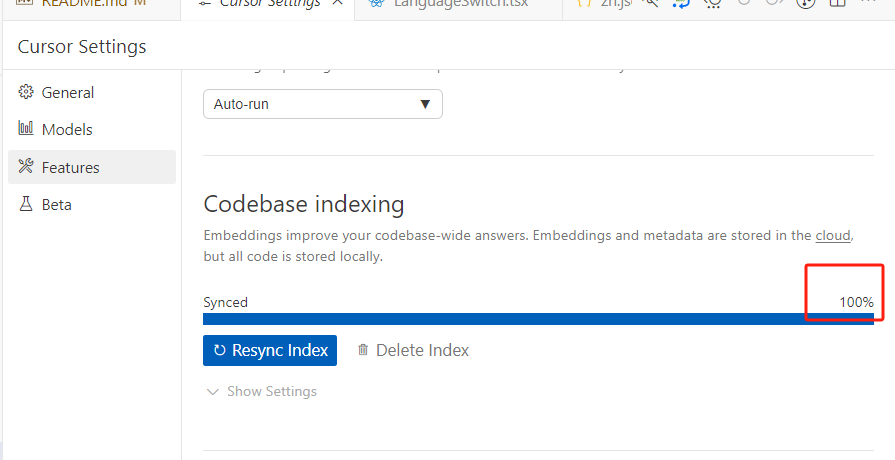 README.md M
Cursor Settings
LanguageSwitch.tsx
zh.js
Cursor Settings
General
Models
Features
Beta
Auto-run
Codebase indexing
Embeddings improve your codebase-wide answers. Embeddings and metadata are stored in the cloud,
but all code is stored locally.
Synced 100%
Resync Index
Delete Index
Show Settings